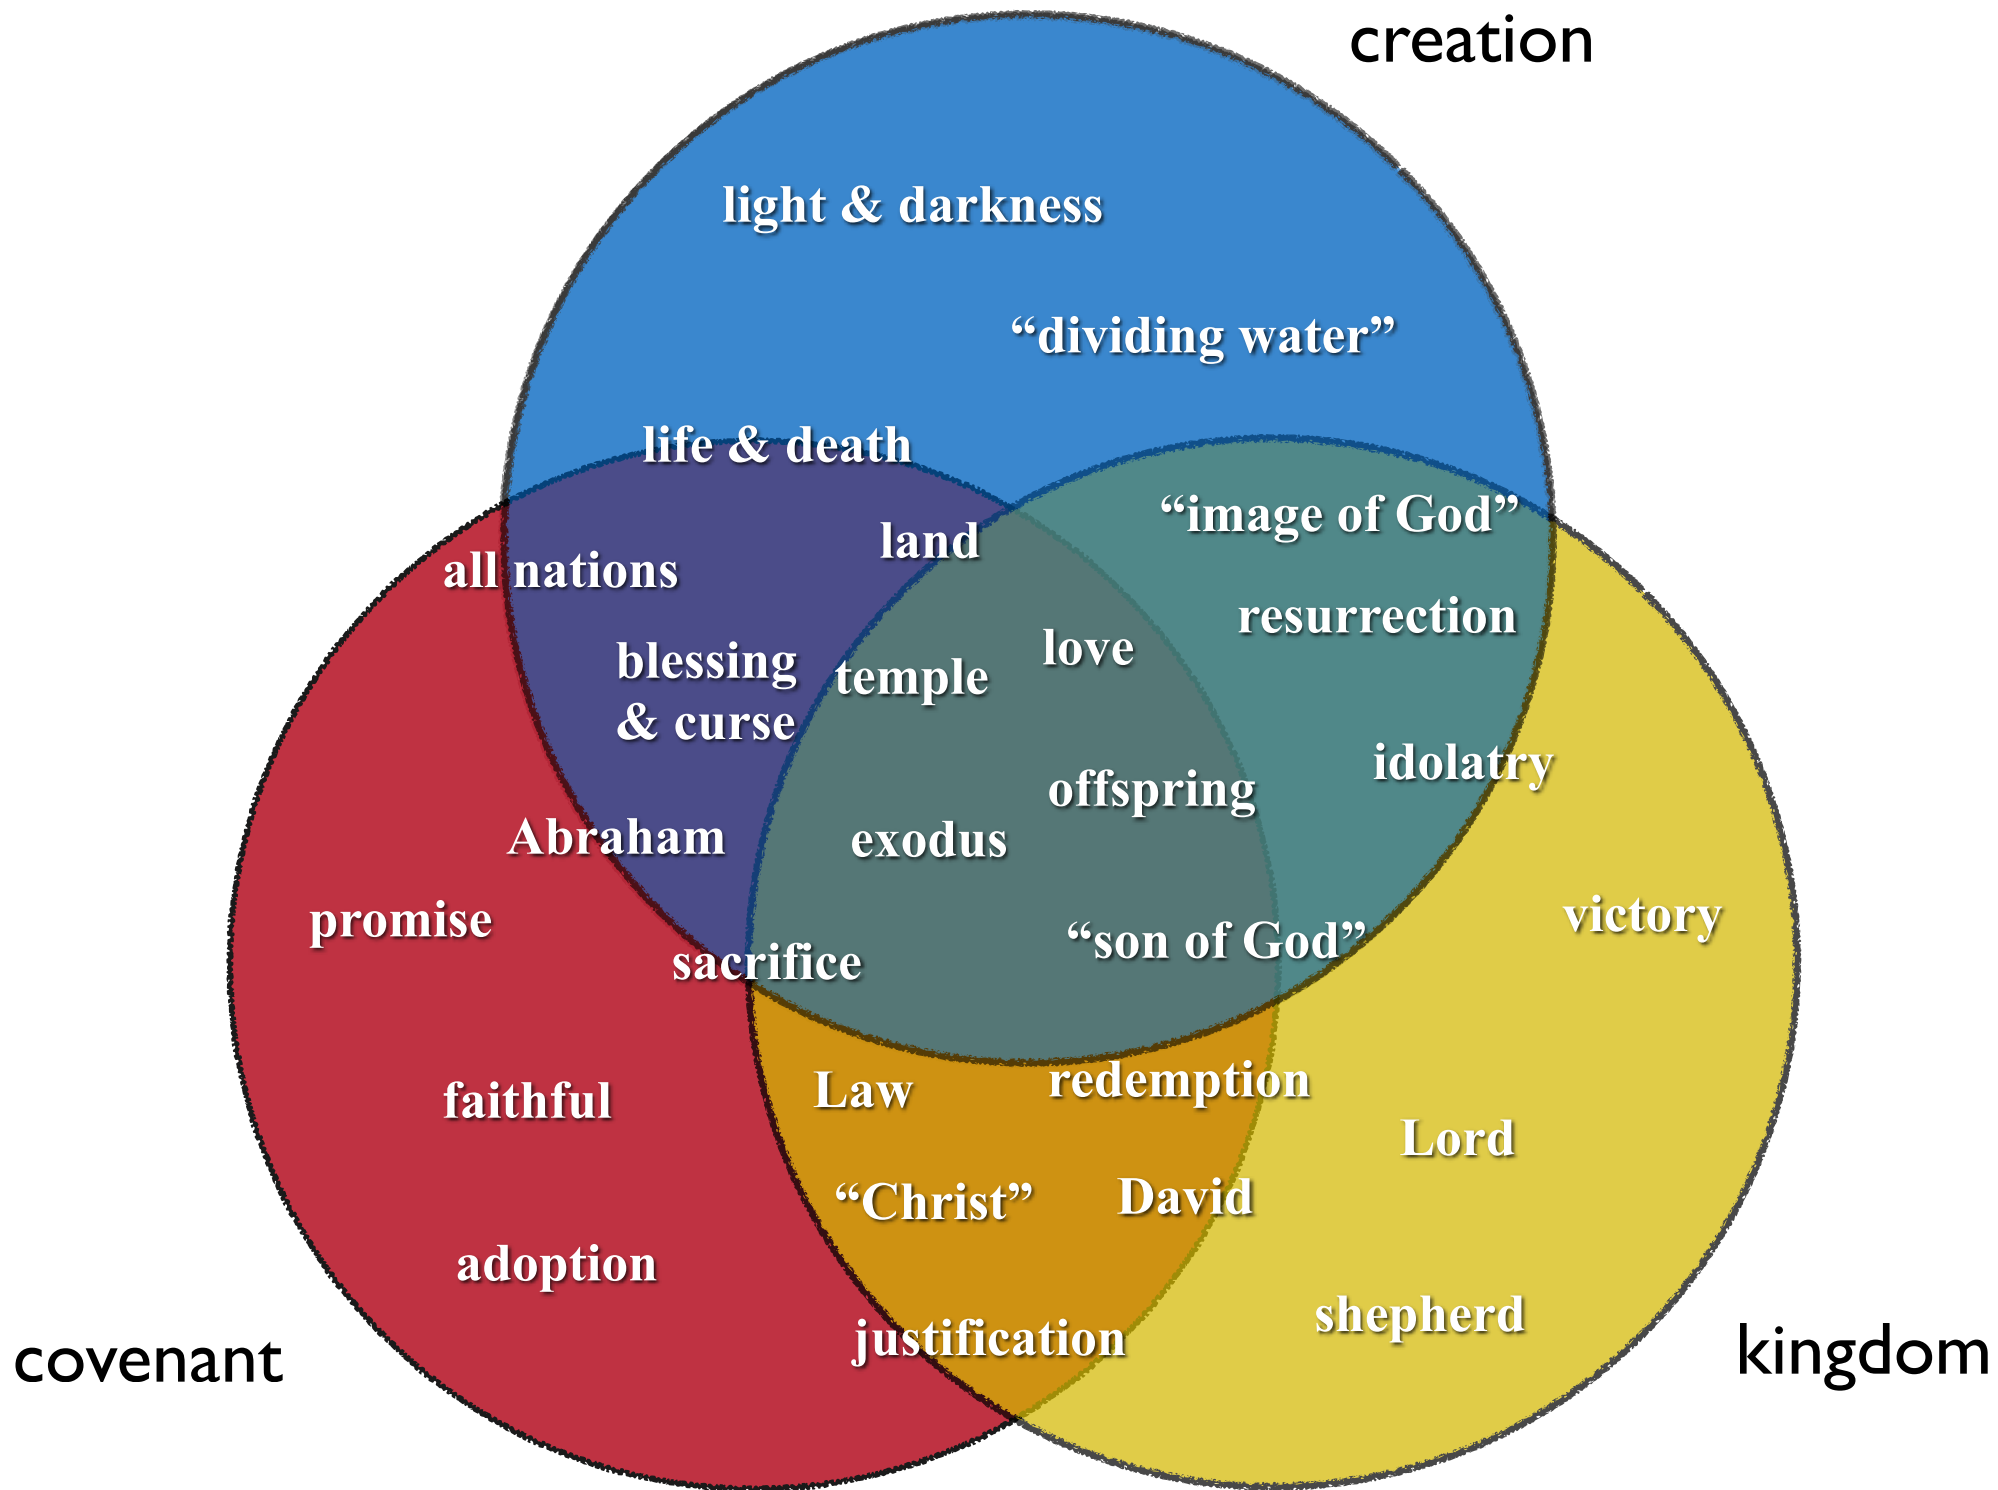 creation
light & darkness
“dividing water”
life & death
“image of God”
land
all nations
resurrection
love
blessing
temple
& curse
idolatry
offspring
Abraham
exodus
promise
victory
“son of God”
sacrifice
Law
redemption
faithful
Lord
“Christ”
David
adoption
shepherd
justification
covenant
kingdom